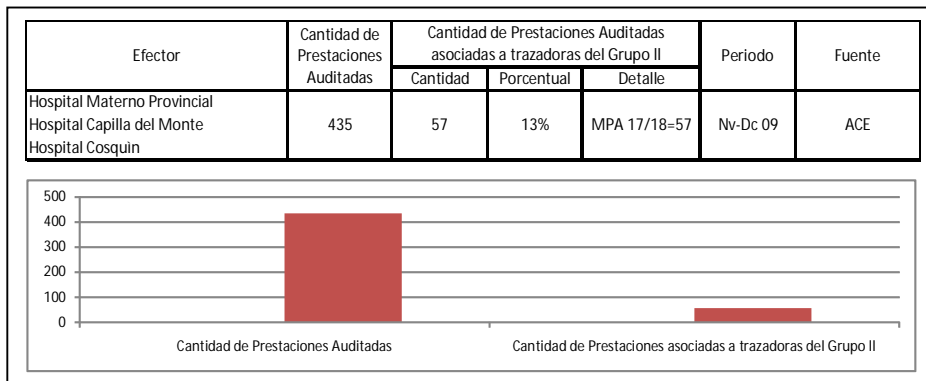 Efector
Cantidad de
Prestaciones
Auditadas
Cantidad de Prestaciones Auditadas
asociadas a trazadoras del Grupo II
Cantidad Porcentual Detalle
Periodo
Fuente
Hospital Materno Provincial
Hospital Capilla del Monte
Hospital Cosquìn
435 57 13% MPA 17/18=57 Nv-Dc 09 ACE
500
400
300
200
100
0
Cantidad de Prestaciones Auditadas
Cantidad de Prestaciones asociadas a trazadoras del Grupo II